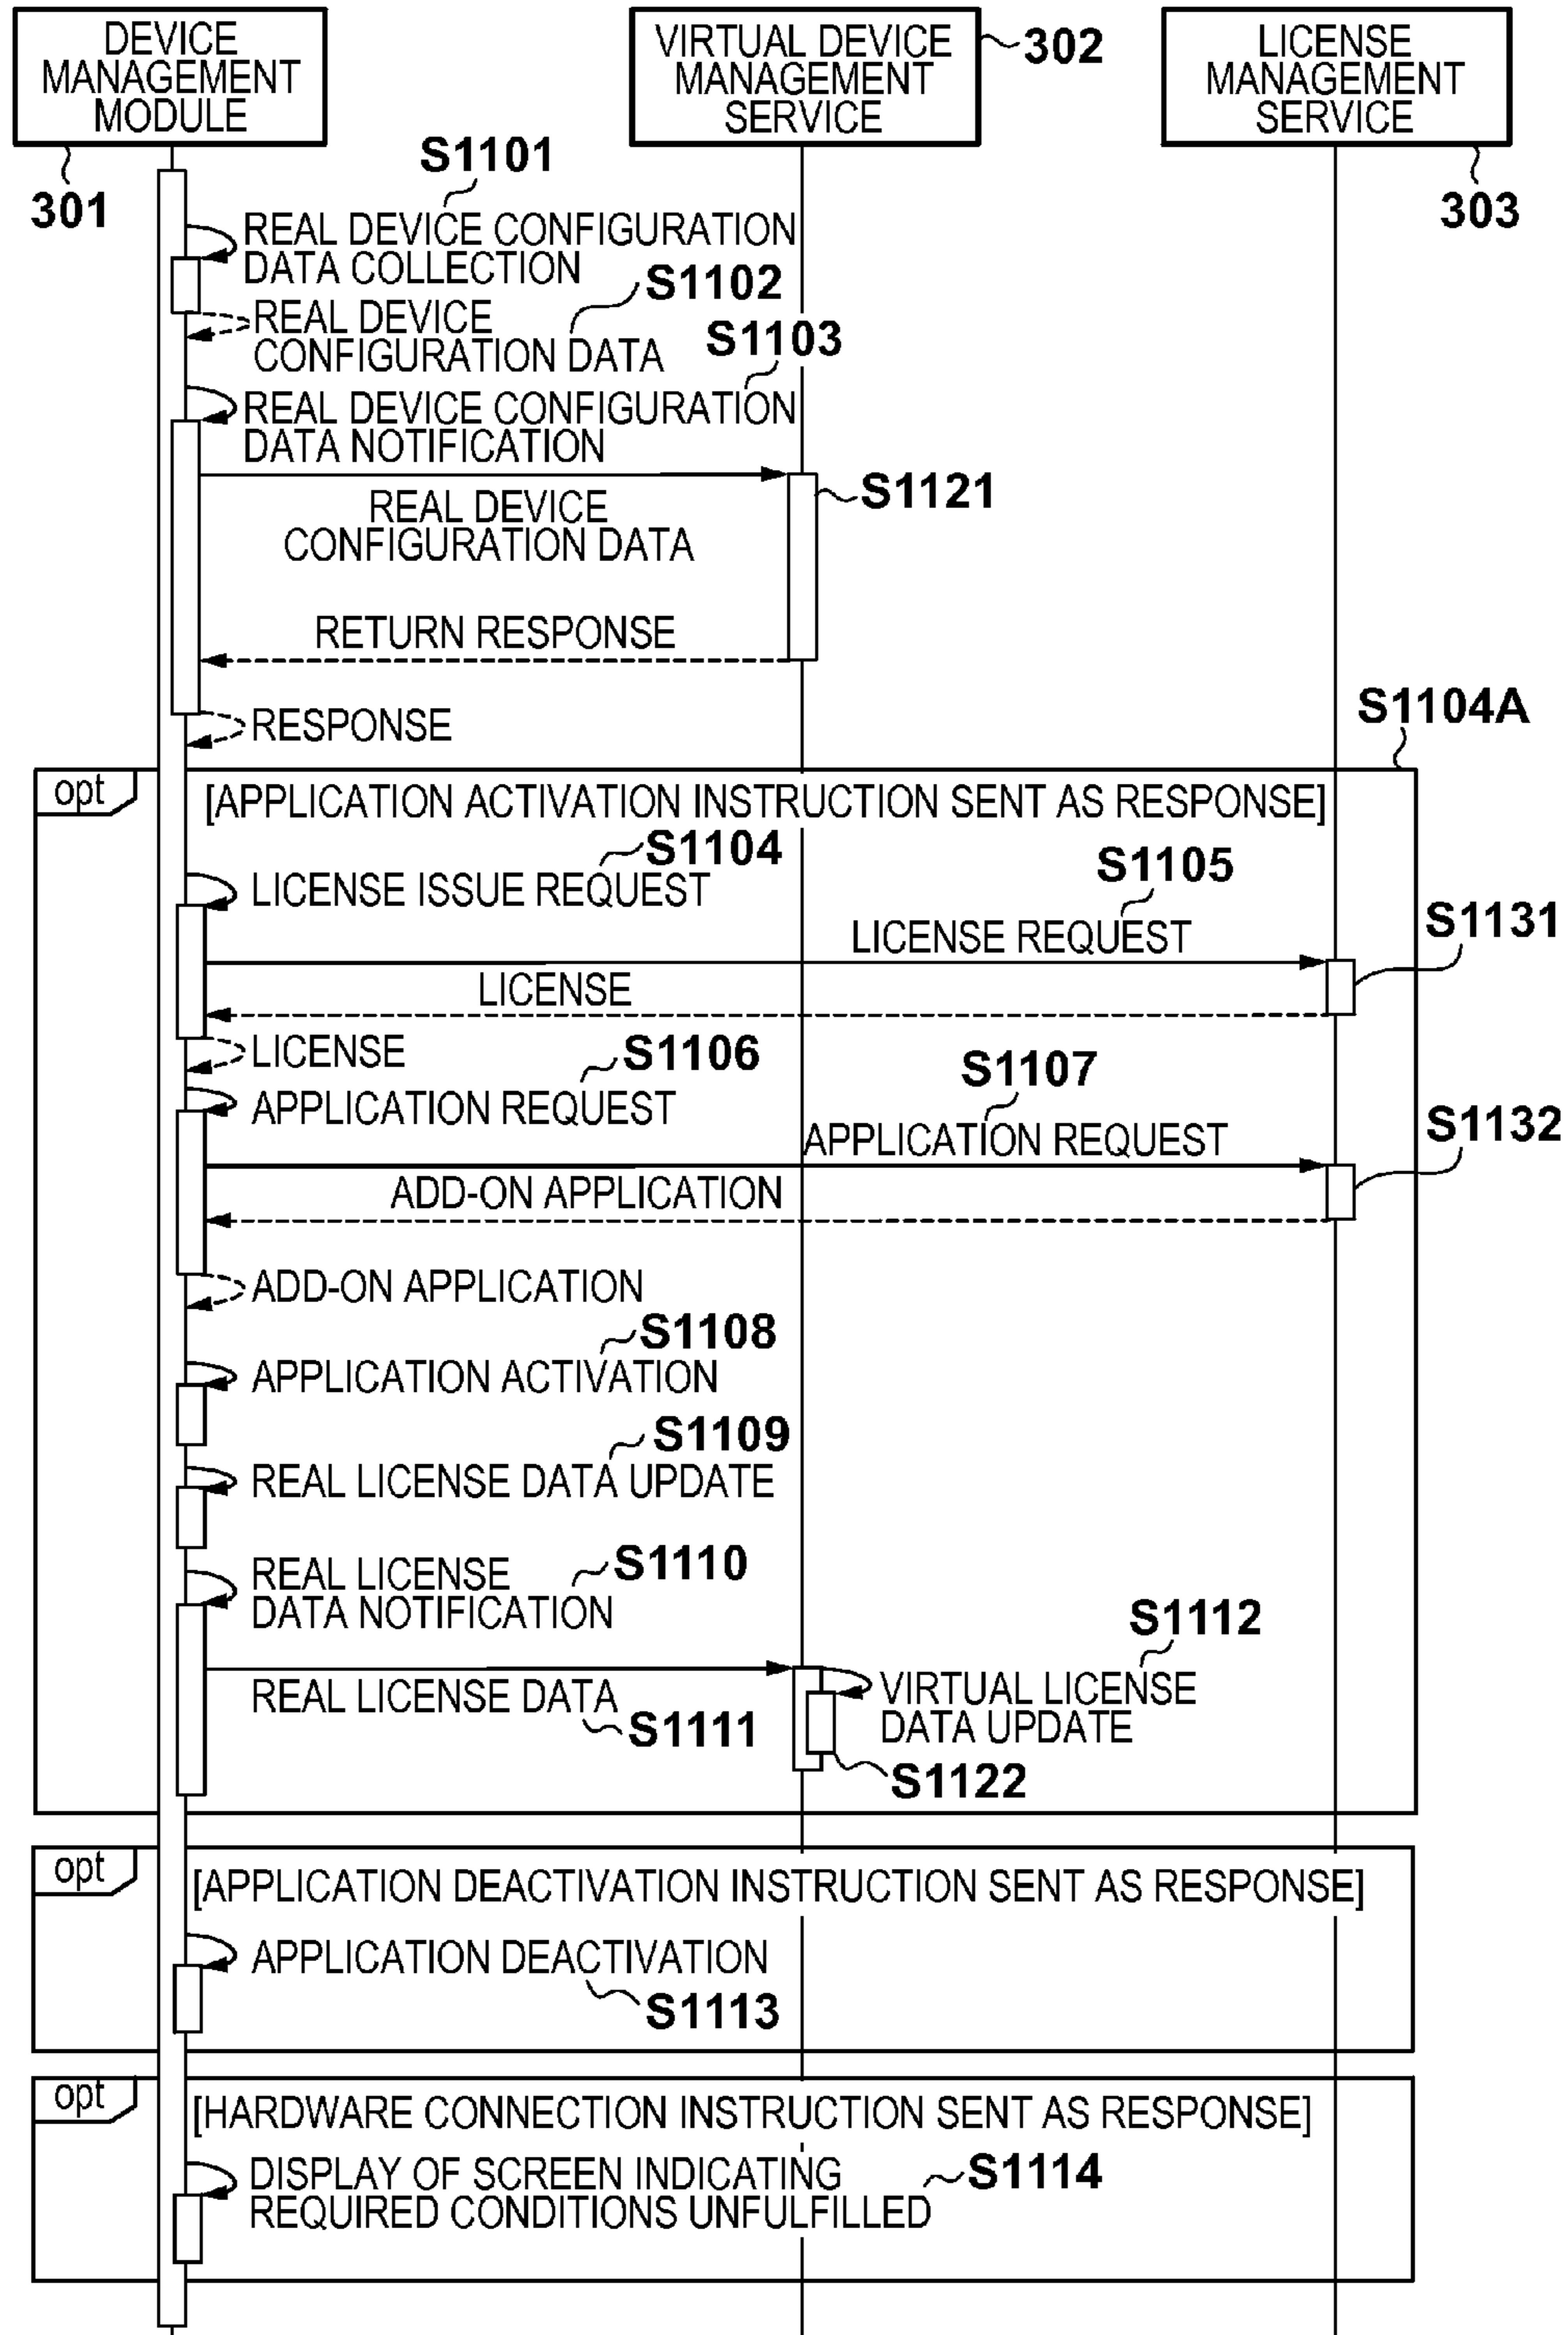 DEVICE
MANAGEMENT
MODULE
VIRTUAL DEVICE
MANAGEMENT
SERVICE
302
LICENSE
MANAGEMENT
SERVICE
301
303
S1101
REAL DEVICE CONFIGURATION
DATA COLLECTION
S1102
REAL DEVICE
CONFIGURATION DATA
S1103
REAL DEVICE CONFIGURATION
DATA NOTIFICATION
S1121
REAL DEVICE
CONFIGURATION DATA
RETURN RESPONSE
RESPONSE
S1104A
opt
[APPLICATION ACTIVATION INSTRUCTION SENT AS RESPONSE]
S1104
LICENSE ISSUE REQUEST
S1105
LICENSE REQUEST
S1131
LICENSE
LICENSE
S1106
APPLICATION REQUEST
S1107
APPLICATION REQUEST
S1132
ADD-ON APPLICATION
ADD-ON APPLICATION
S1108
APPLICATION ACTIVATION
S1109
REAL LICENSE DATA UPDATE
REAL LICENSE
DATA NOTIFICATION
S1110
REAL LICENSE DATA
S1111
S1112
VIRTUAL LICENSE
DATA UPDATE
S1122
opt
[APPLICATION DEACTIVATION INSTRUCTION SENT AS RESPONSE]
APPLICATION DEACTIVATION
S1113
opt
[HARDWARE CONNECTION INSTRUCTION SENT AS RESPONSE]
DISPLAY OF SCREEN INDICATING
REQUIRED CONDITIONS UNFULFILLED
S1114